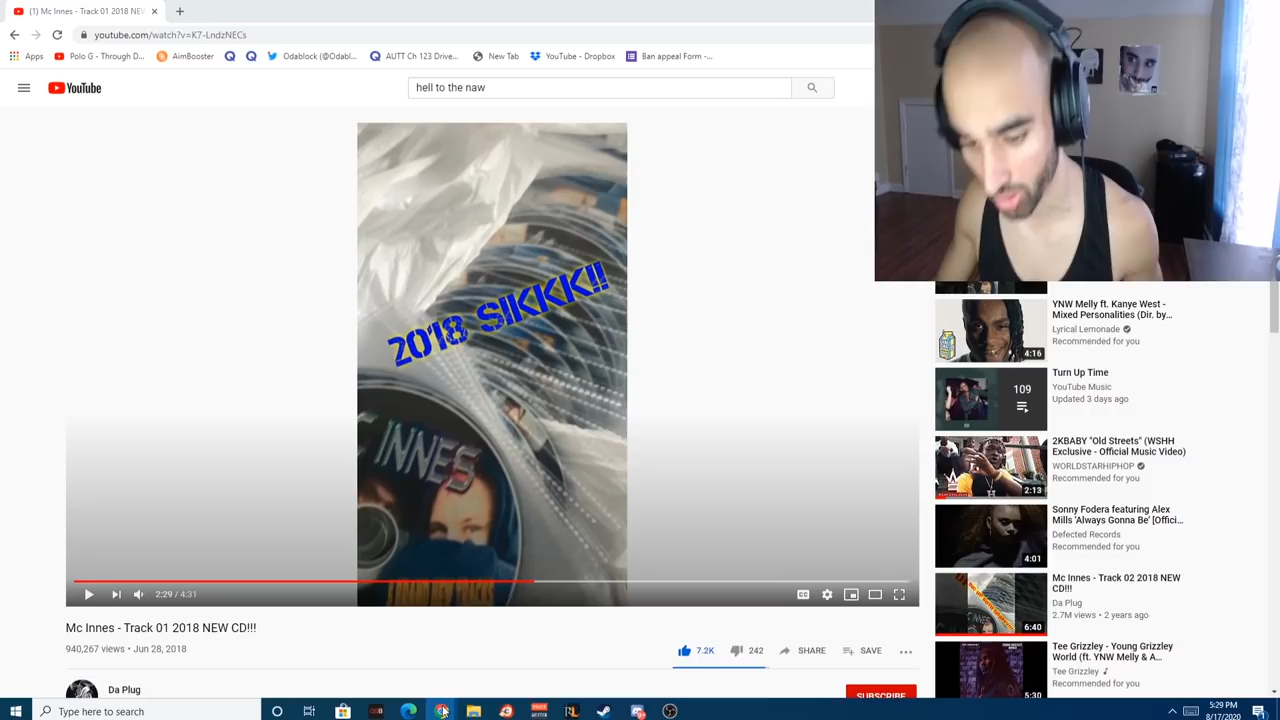 (1) Mc Innes - Track 01 2018 NEW
youtube.com/watch?v=K7-LndzNECs
Apps
Polo G - Through D...
AimBooster
Odablock (@Odabl...
AUTT Ch 123 Drive...
New Tab
YouTube - Dropbox
Ban appeal Form -...
YouTube
hell to the naw
2018 SIKKK!!
INNES
2:29 / 4:31
Mc Innes - Track 01 2018 NEW CD!!!
940,267 views • Jun 28, 2018
7.2K
242
SHARE
SAVE
Da Plug
SUBSCRIBE
YNW Melly ft. Kanye West -
Mixed Personalities (Dir. by...
Lyrical Lemonade
Recommended for you
4:16
Turn Up Time
YouTube Music
Updated 3 days ago
109
2KBABY "Old Streets" (WSHH
Exclusive - Official Music Video)
WORLDSTARHIPHOP
Recommended for you
2:13
Sonny Fodera featuring Alex
Mills 'Always Gonna Be' [Offici...
Defected Records
Recommended for you
4:01
Mc Innes - Track 02 2018 NEW
CD!!!
Da Plug
2.7M views • 2 years ago
6:40
Tee Grizzley - Young Grizzley
World (ft. YNW Melly & A...
Tee Grizzley
Recommended for you
5:30
Type here to search
5:29 PM
8/17/2020